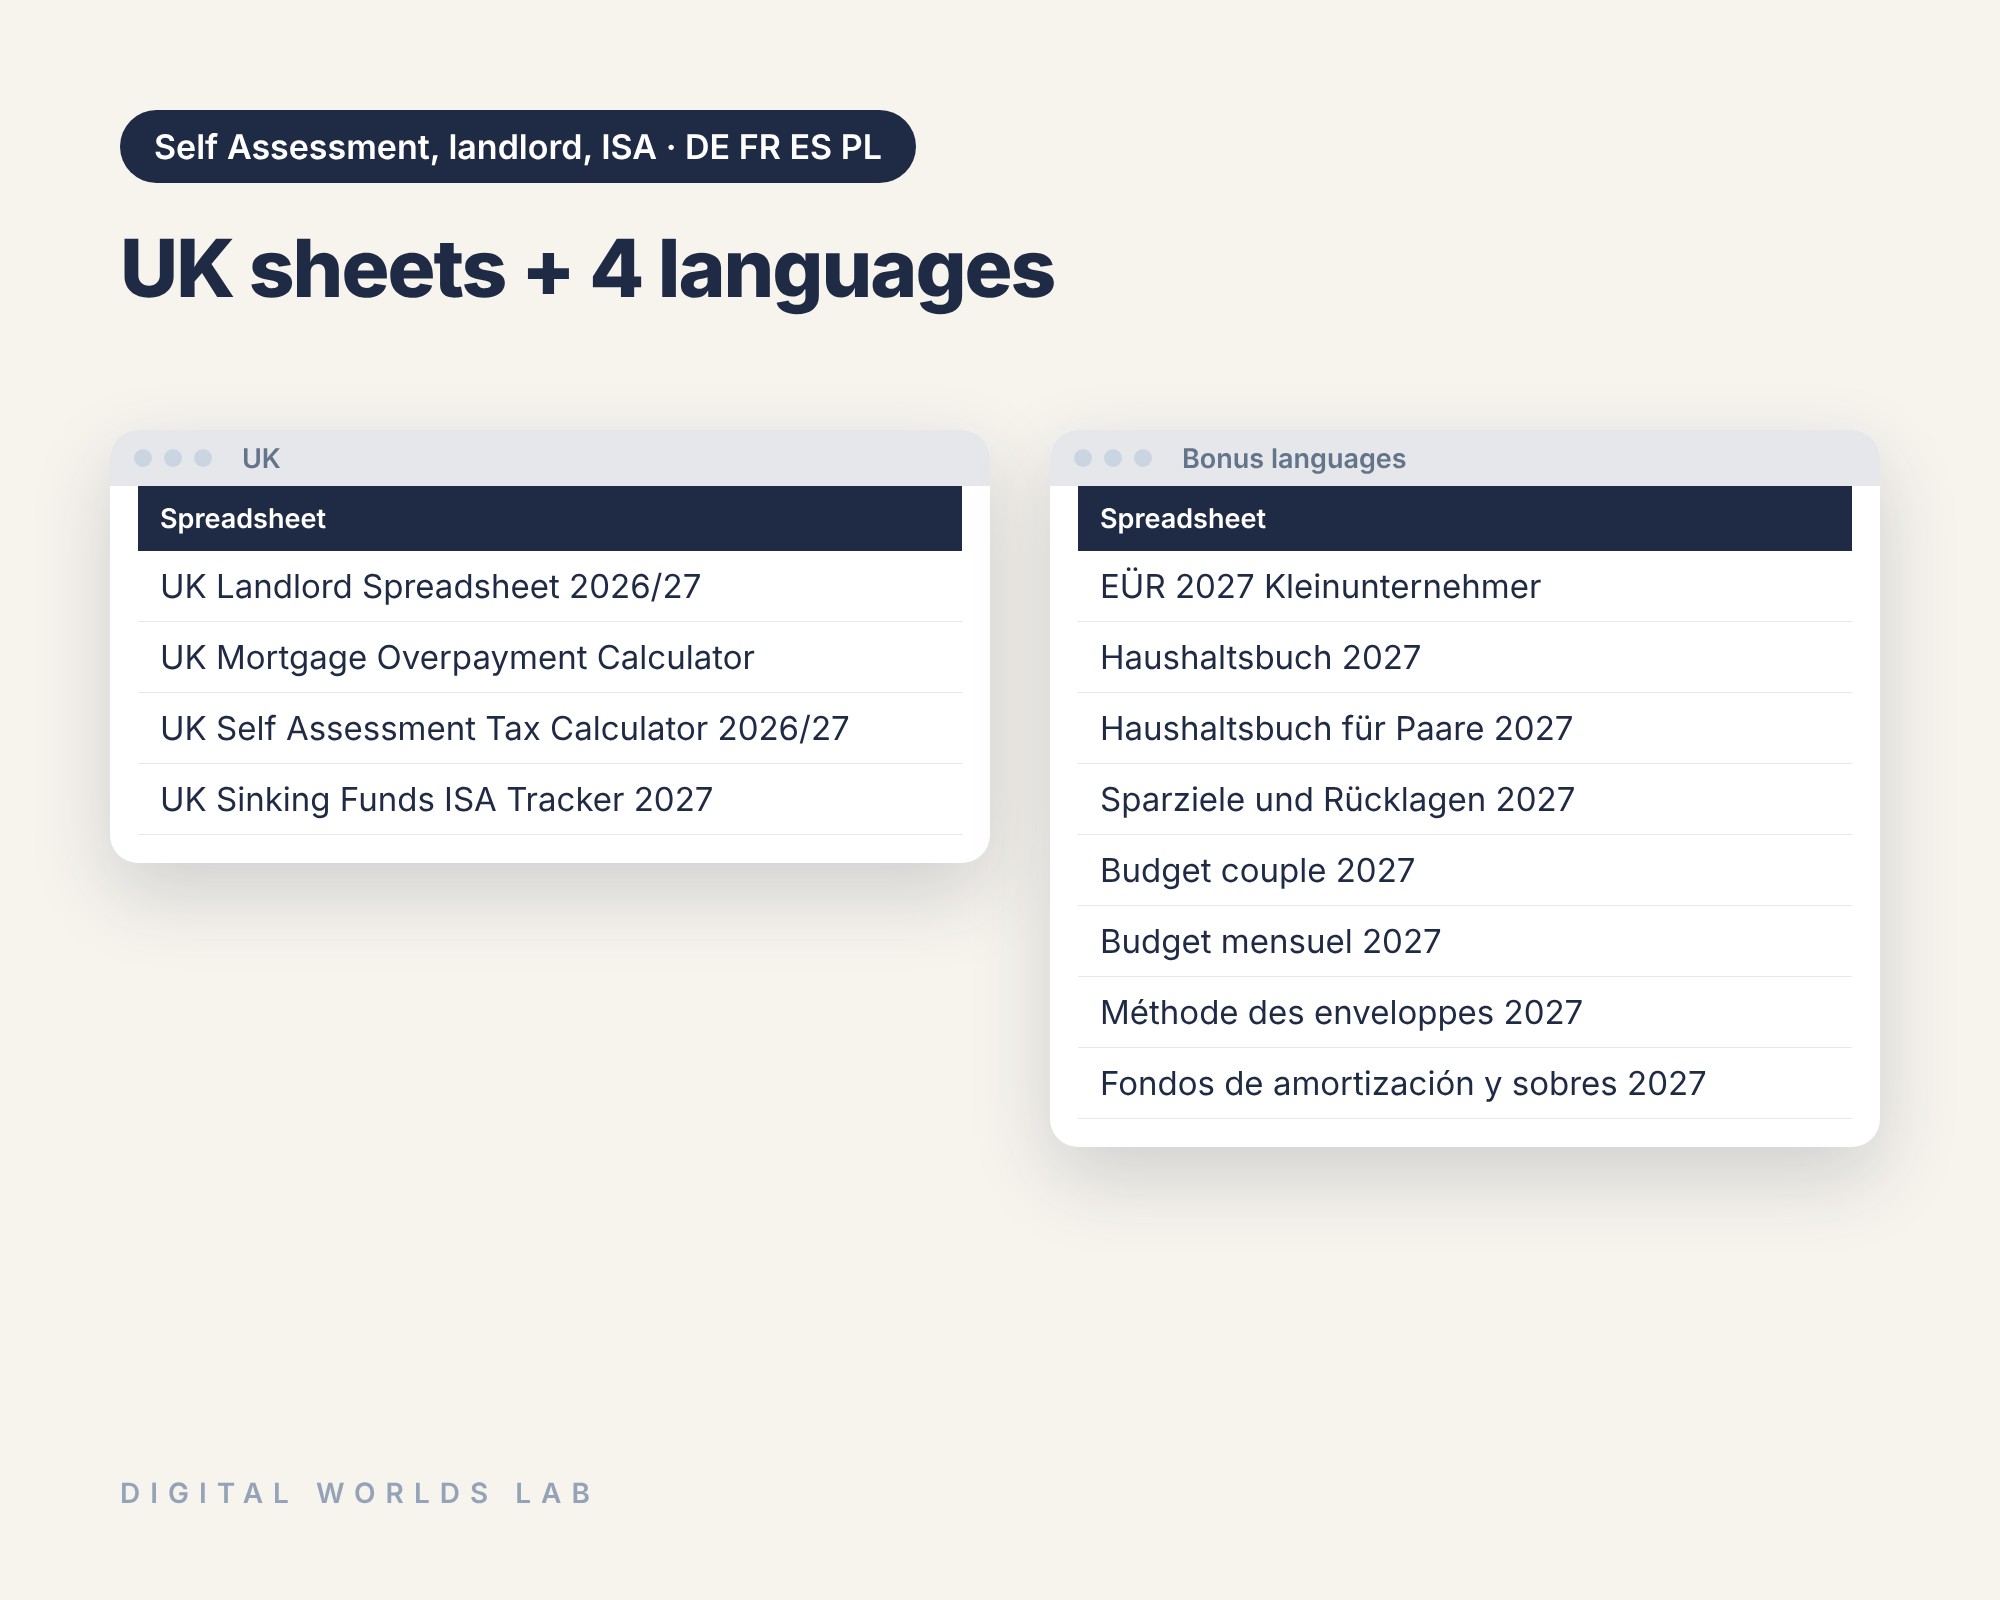 Self Assessment, landlord, ISA · DE FR ES PL
UK sheets + 4 languages
UK
Spreadsheet
UK Landlord Spreadsheet 2026/27
UK Mortgage Overpayment Calculator
UK Self Assessment Tax Calculator 2026/27
UK Sinking Funds ISA Tracker 2027
Bonus languages
Spreadsheet
EÜR 2027 Kleinunternehmer
Haushaltsbuch 2027
Haushaltsbuch für Paare 2027
Sparziele und Rücklagen 2027
Budget couple 2027
Budget mensuel 2027
Méthode des enveloppes 2027
Fondos de amortización y sobres 2027
DIGITAL WORLDS LAB